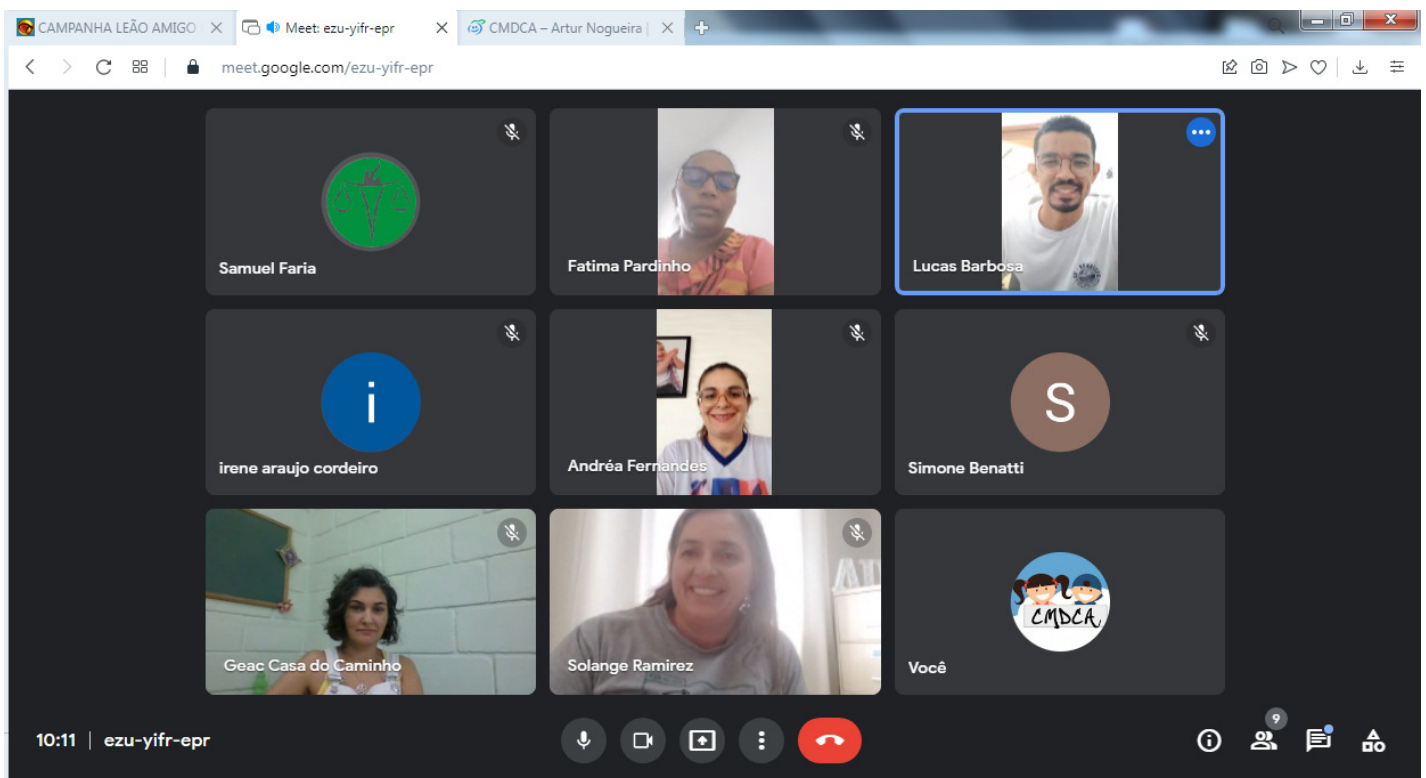 CAMPANHA LEÃO AMIGO
Meet: ezu-yifr-epr
CMDCA – Artur Nogueira |
meet.google.com/ezu-yifr-epr
Samuel Faria
Fatima Pardinho
Lucas Barbosa
i
irene araujo cordeiro
Andréa Fernandes
S
Simone Benatti
Geac Casa do Caminho
Solange Ramirez
CMDCA
Você
10:11 | ezu-yifr-epr
9